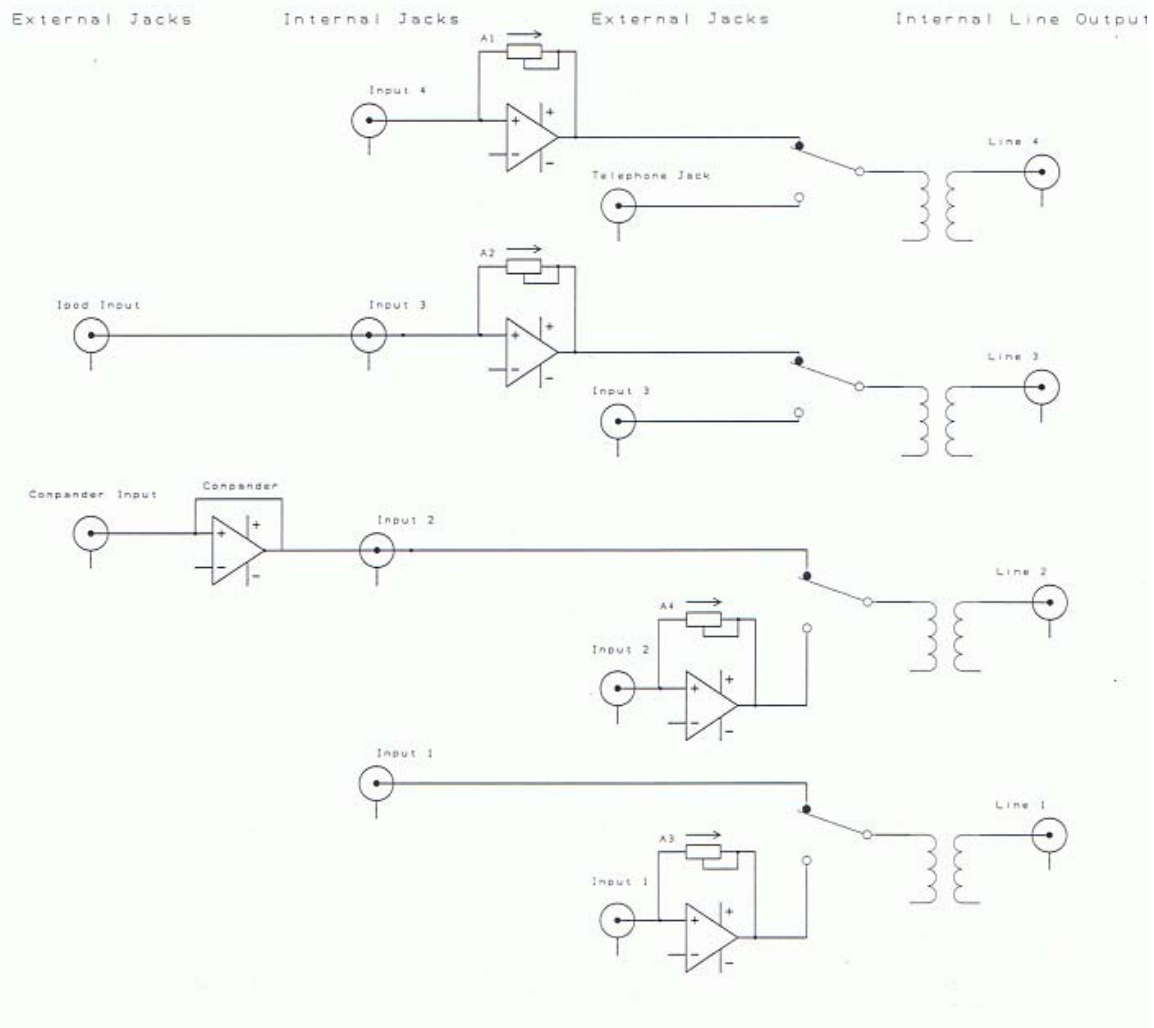 External Jacks
Internal Jacks
External Jacks
Internal Line Output
A1
Input 4
+
−
+
−
Line 4
Telephone Jack
A2
Ipod Input
Input 3
+
−
+
−
Line 3
Input 3
Conpander Input
Conpander
+
−
+
−
Input 2
Line 2
A4
Input 2
+
−
+
−
Input 1
Line 1
A3
Input 1
+
−
+
−